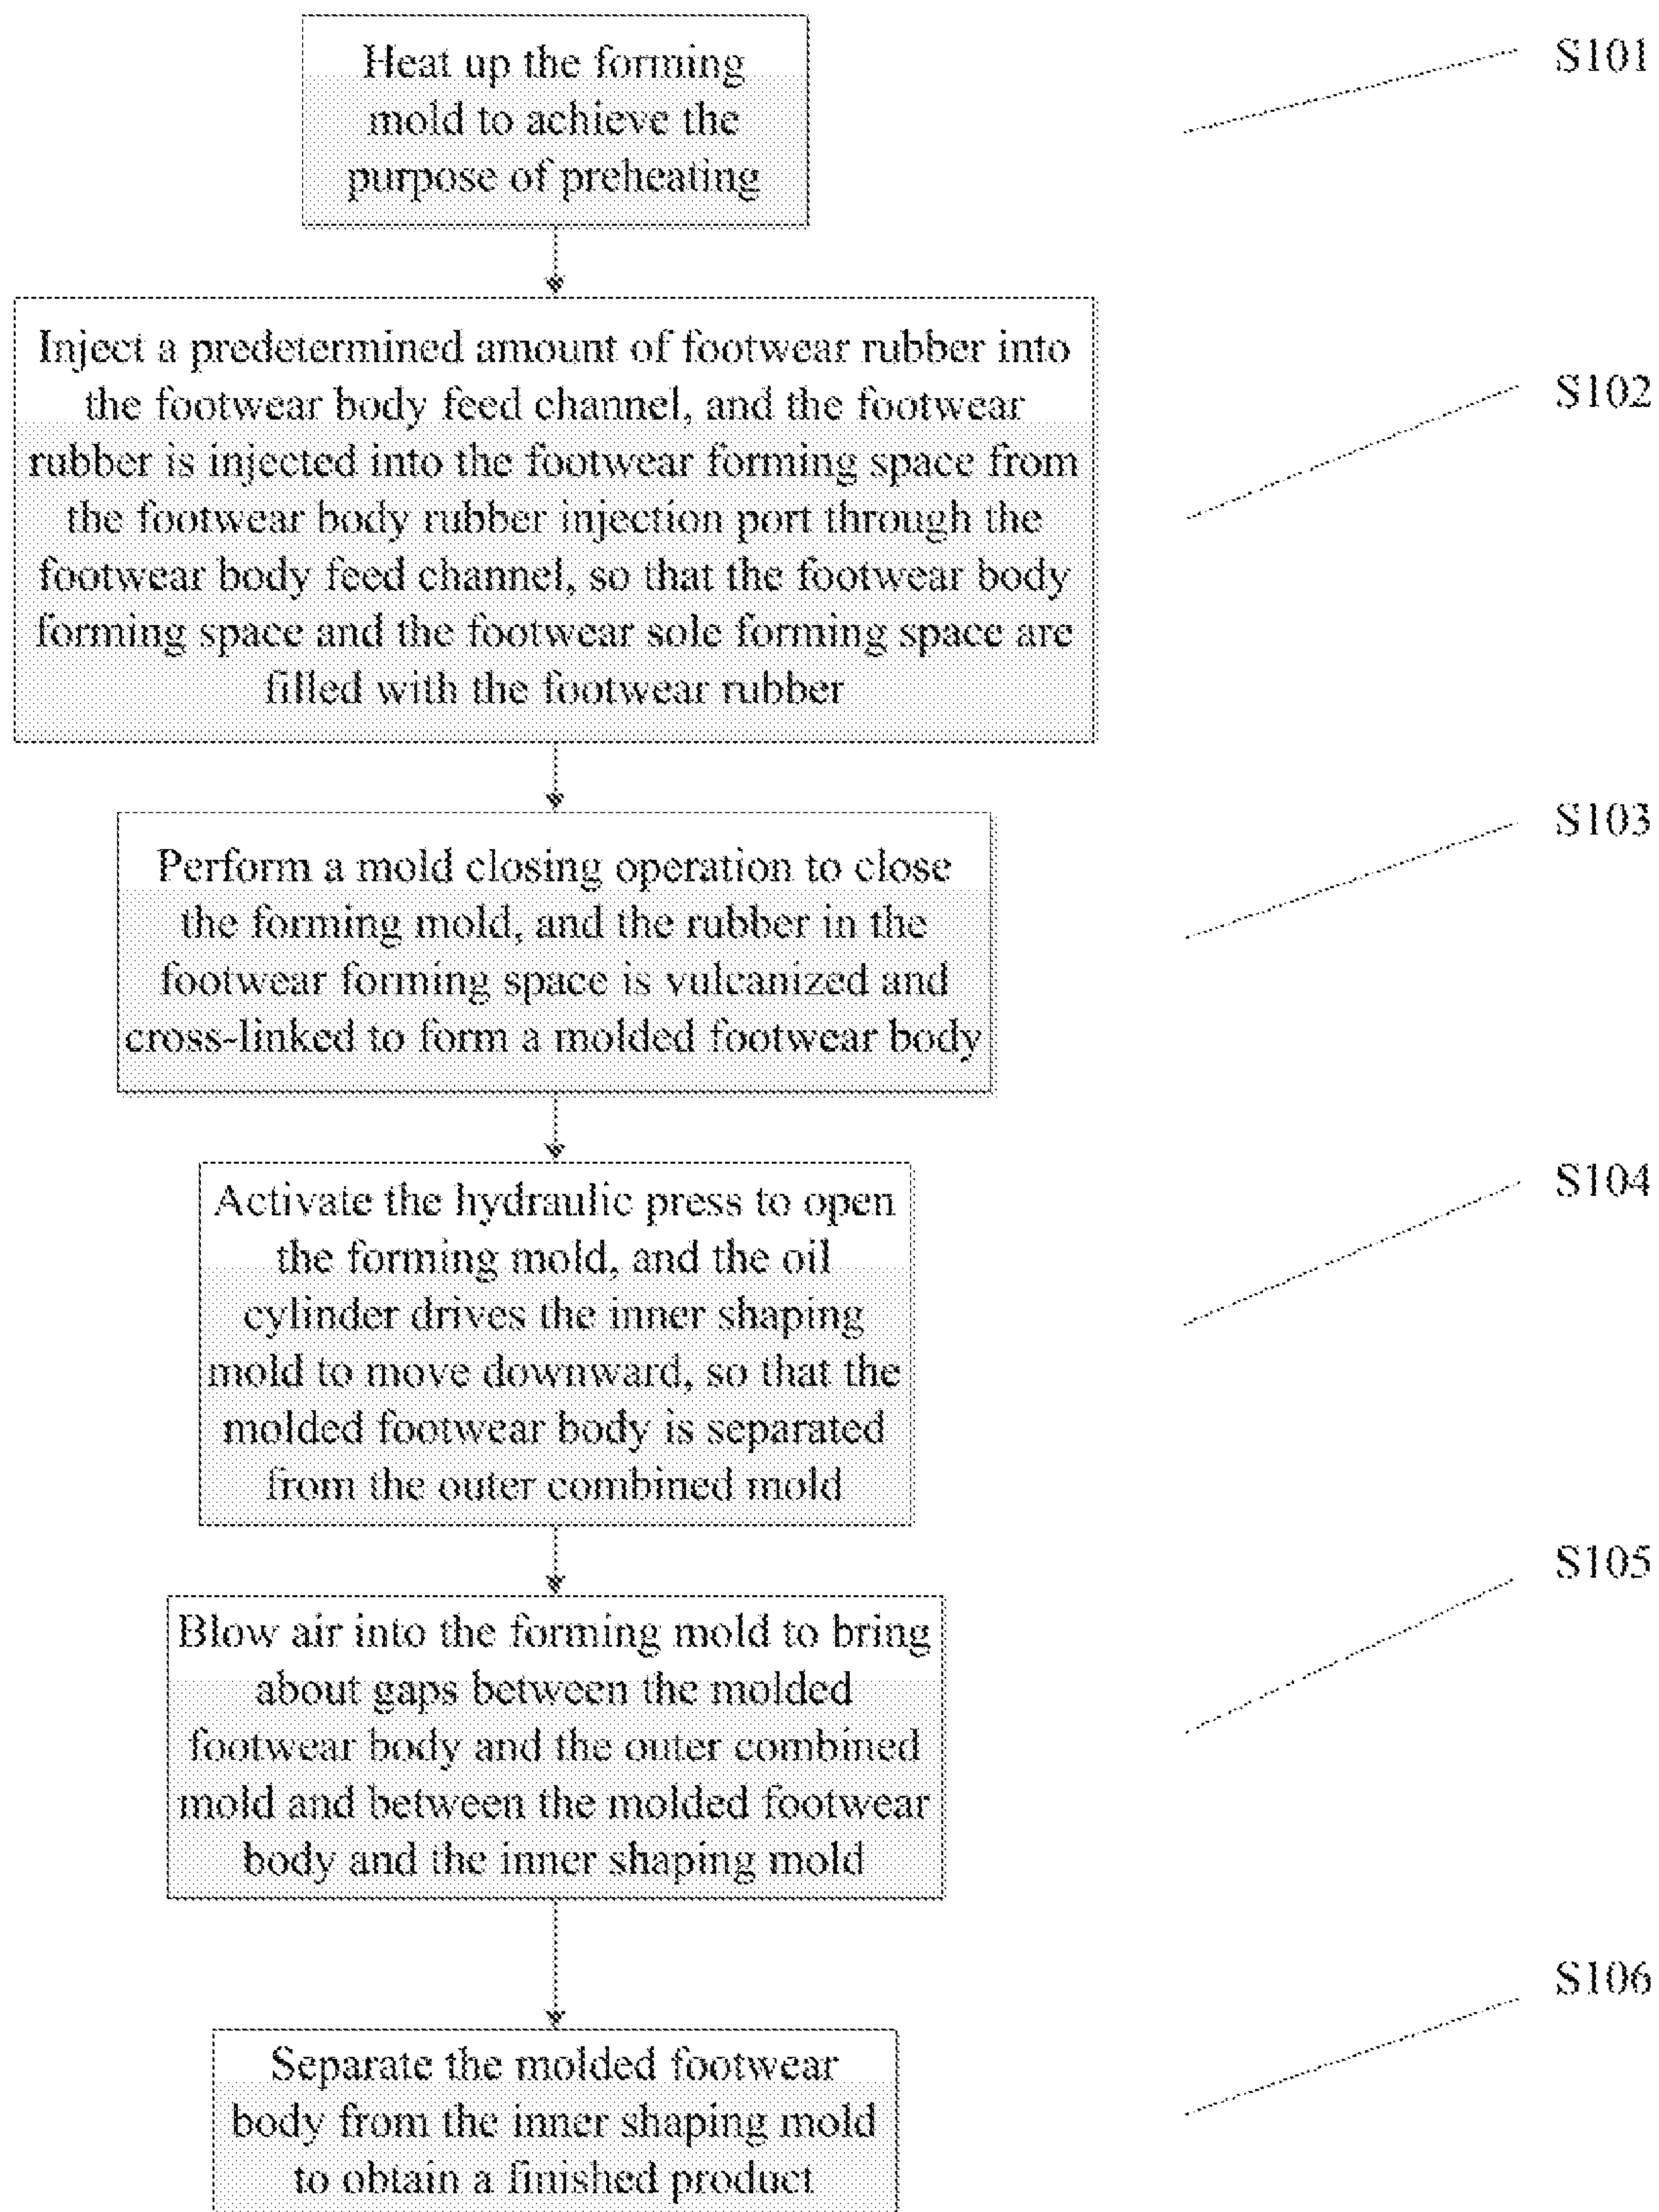 Heat up the forming
mold to achieve the
purpose of preheating
S101
Inject a predetermined amount of footwear rubber into
the footwear body feed channel, and the footwear
rubber is injected into the footwear forming space from
the footwear body rubber injection port through the
footwear body feed channel, so that the footwear body
forming space and the footwear sole forming space are
filled with the footwear rubber
S102
Perform a mold closing operation to close
the forming mold, and the rubber in the
footwear forming space is vulcanized and
cross-linked to form a molded footwear body
S103
Activate the hydraulic press to open
the forming mold, and the oil
cylinder drives the inner shaping
mold to move downward, so that the
molded footwear body is separated
from the outer combined mold
S104
Blow air into the forming mold to bring
about gaps between the molded
footwear body and the outer combined
mold and between the molded footwear
body and the inner shaping mold
S105
Separate the molded footwear
body from the inner shaping mold
to obtain a finished product
S106